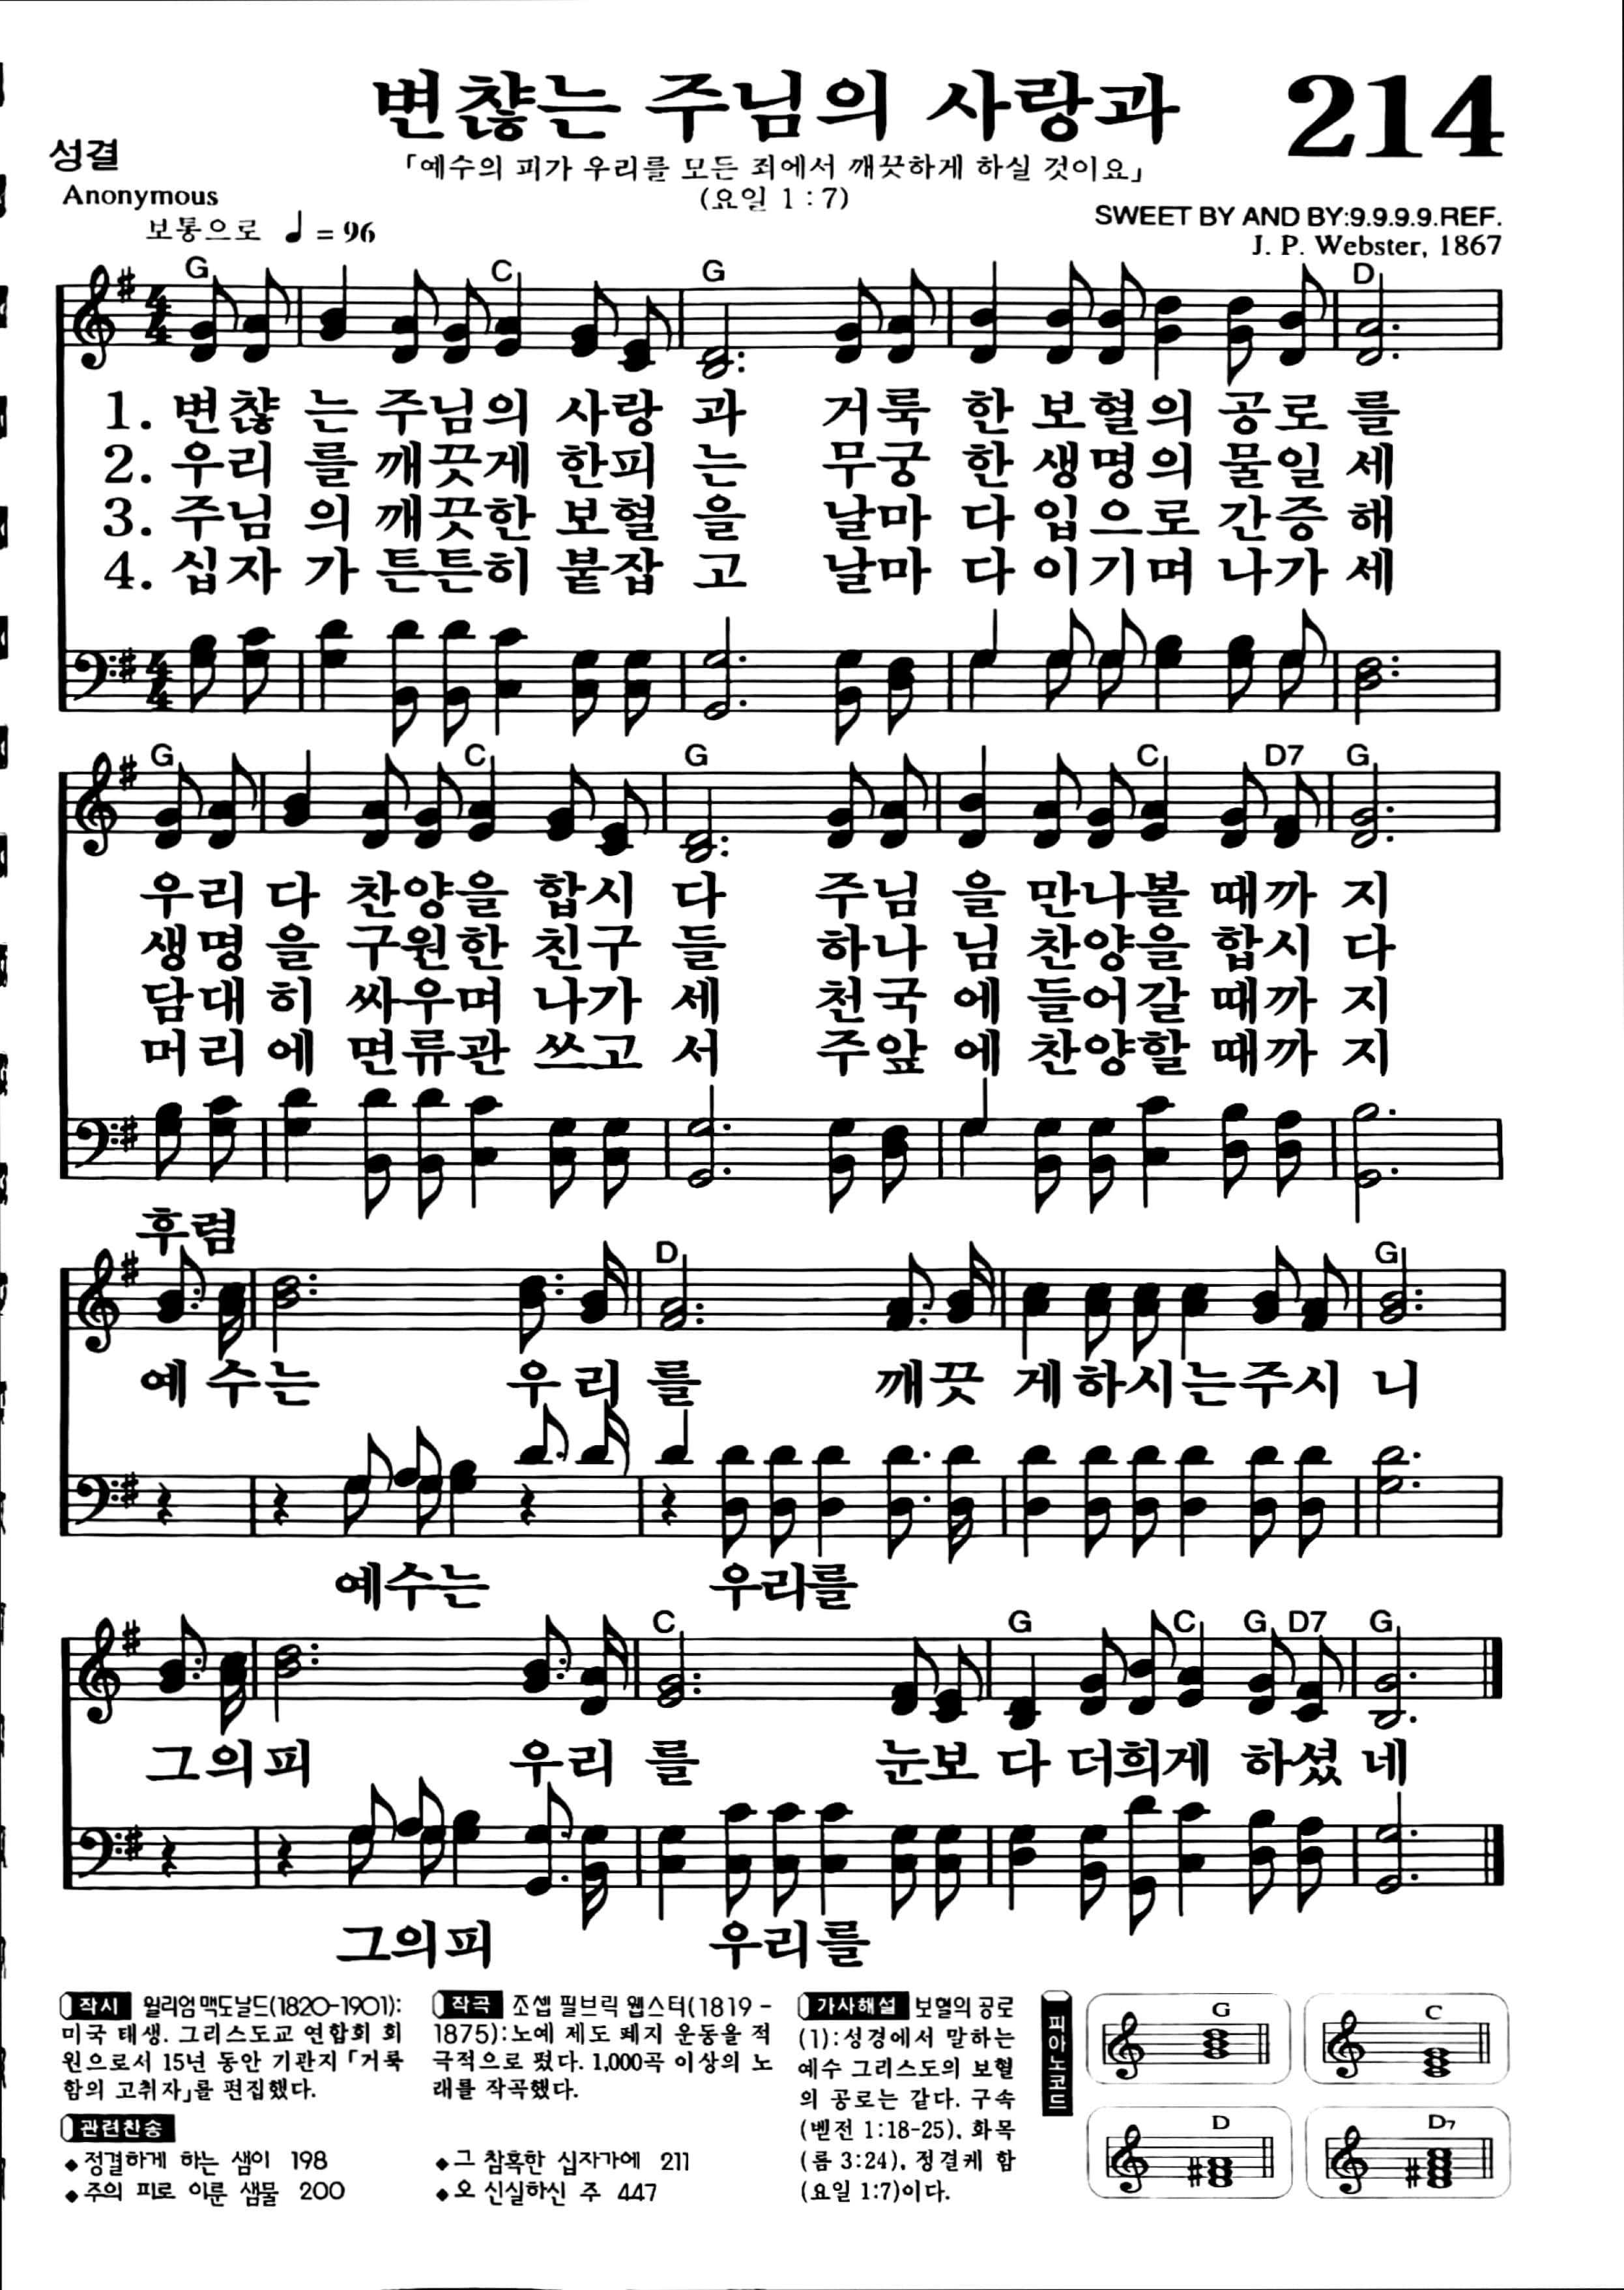 변찮는 주님의 사랑과 214
성결
「예수의 피가 우리를 모든 죄에서 깨끗하게 하실 것이요」
Anonymous
(요일 1:7)
보통으로 ♩= 96
SWEET BY AND BY:9.9.9.9.REF.
J. P. Webster, 1867
G C G D
4/4
1. 변찮 는 주님의 사랑 과 거룩 한 보혈의 공로 를
2. 우리 를 깨끗게 한피 는 무궁 한 생명의 물일 세
3. 주님 의 깨끗한 보혈 을 날마 다 입으로 간증 해
4. 십자 가 튼튼히 붙잡 고 날마 다 이기며 나가 세
4/4
G C G C D7 G
우리 다 찬양을 합시 다 주님 을 만나볼 때까 지
생명 을 구원한 친구 들 하나 님 찬양을 합시 다
담대 히 싸우며 나가 세 천국 에 들어갈 때까 지
머리 에 면류관 쓰고 서 주앞 에 찬양할 때까 지
후렴
D G
예 수는 우 리 를 깨끗 게하시는주시 니
예수는 우리를
C G C G D7 G
그의피 우리 를 눈보 다 더희게 하셨 네
그의피 우리를
작시 윌리엄 맥도날드(1820-1901):
미국 태생. 그리스도교 연합회 회
원으로서 15년 동안 기관지 「거룩
함의 고취자」를 편집했다.
관련찬송
◆정결하게 하는 샘이 198
◆주의 피로 이룬 샘물 200
작곡 조셉 필브릭 웹스터(1819-
1875):노예 제도 폐지 운동을 적
극적으로 폈다. 1,000곡 이상의 노
래를 작곡했다.
◆그 참혹한 십자가에 211
◆오 신실하신 주 447
가사해설 보혈의 공로
(1):성경에서 말하는
예수 그리스도의 보혈
의 공로는 같다. 구속
(벧전 1:18-25), 화목
(롬 3:24), 정결케 함
(요일 1:7)이다.
피아노코드
G C
D D7